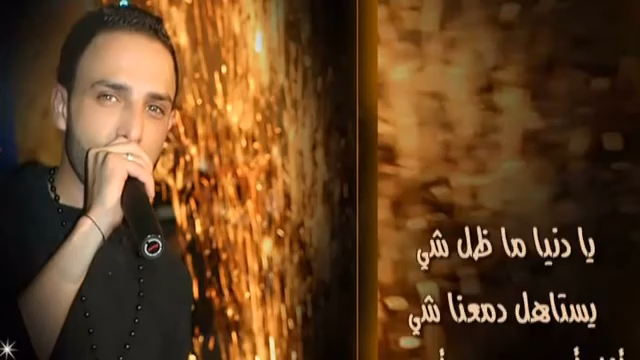 يا دنيا ما ظل شي
يستاهل دمعنا شي